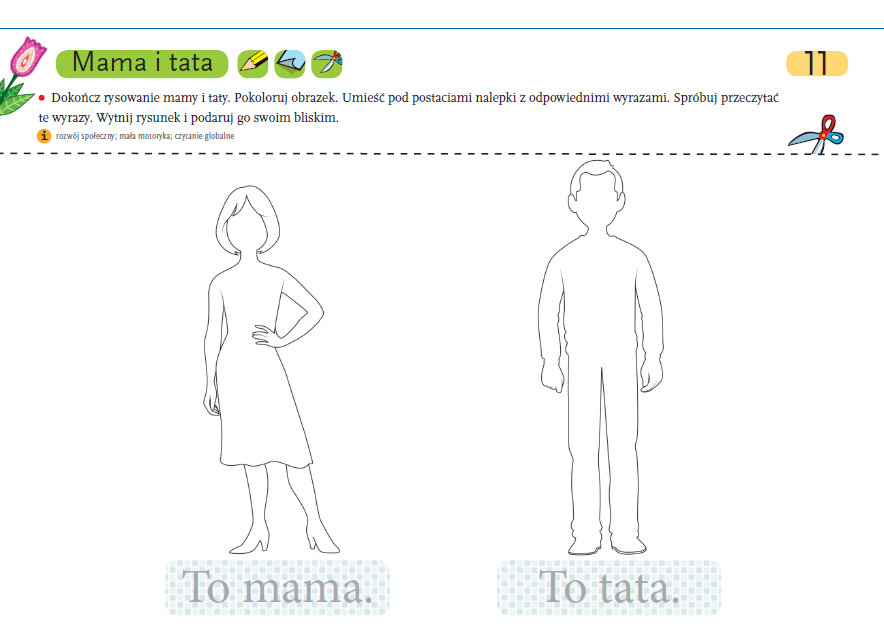 Mama i tata
11
• Dokończ rysowanie mamy i taty. Pokoloruj obrazek. Umieść pod postaciami nalepki z odpowiednimi wyrazami. Spróbuj przeczytać
te wyrazy. Wytnij rysunek i podaruj go swoim bliskim.
i rozwój społeczny; mała motoryka; czytanie globalne
To mama.
To tata.